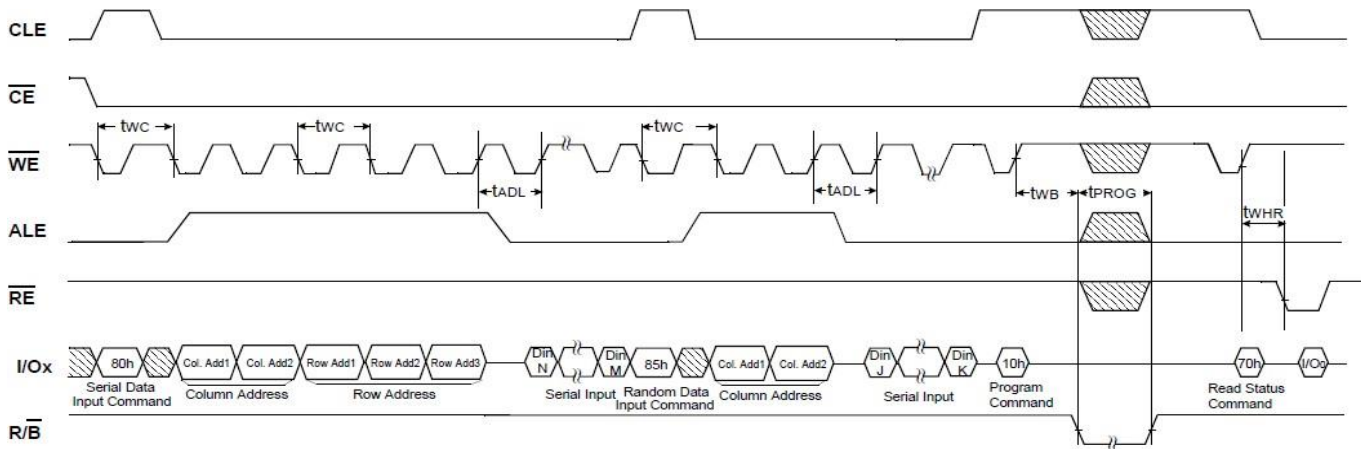 CLE
CE
tWC tWC tWC
WE
tADL tADL tWB tPROG
tWHR
ALE
RE
I/Ox 80h Col. Add1 Col. Add2 Row Add1 Row Add2 Row Add3 Din N Din M 85h Col. Add1 Col. Add2 Din J Din K 10h 70h I/O0
Serial Data Input Command Column Address Row Address Serial Input Random Data Input Command Column Address Serial Input Program Command Read Status Command
R/B